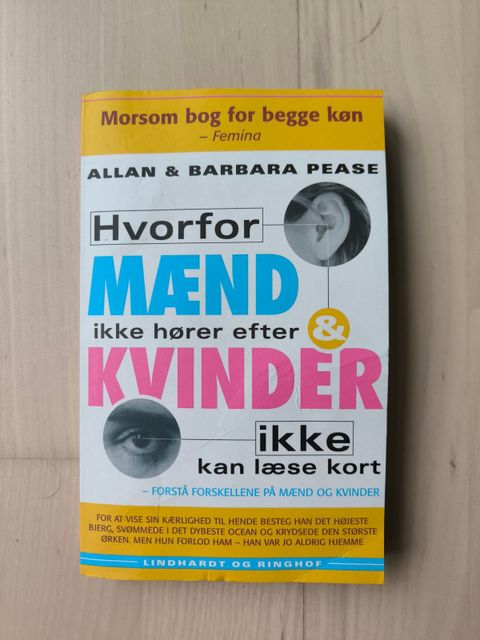 Morsom bog for begge køn
– Femina
ALLAN & BARBARA PEASE
Hvorfor
MÆND
ikke hører efter &
KVINDER
ikke
kan læse kort
– FORSTÅ FORSKELLENE PÅ MÆND OG KVINDER
FOR AT VISE SIN KÆRLIGHED TIL HENDE BESTEG HAN DET HØJESTE
BJERG, SVØMMEDE I DET DYBESTE OCEAN OG KRYDSEDE DEN STØRSTE
ØRKEN. MEN HUN FORLOD HAM – HAN VAR JO ALDRIG HJEMME
LINDHARDT OG RINGHOF